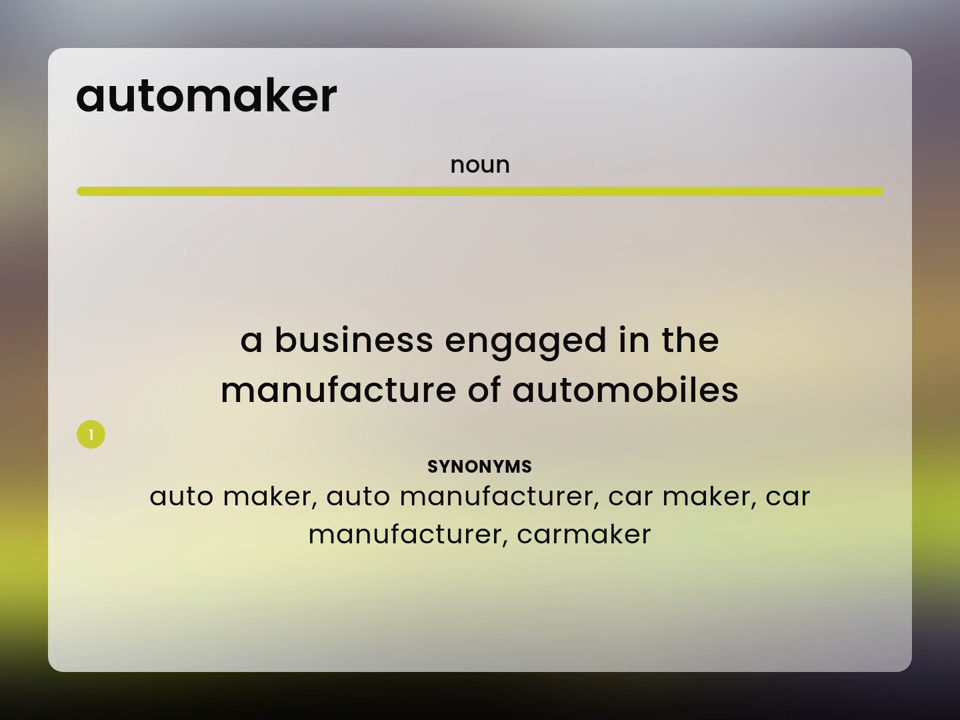 automaker
noun
a business engaged in the
manufacture of automobiles
1
SYNONYMS
auto maker, auto manufacturer, car maker, car
manufacturer, carmaker